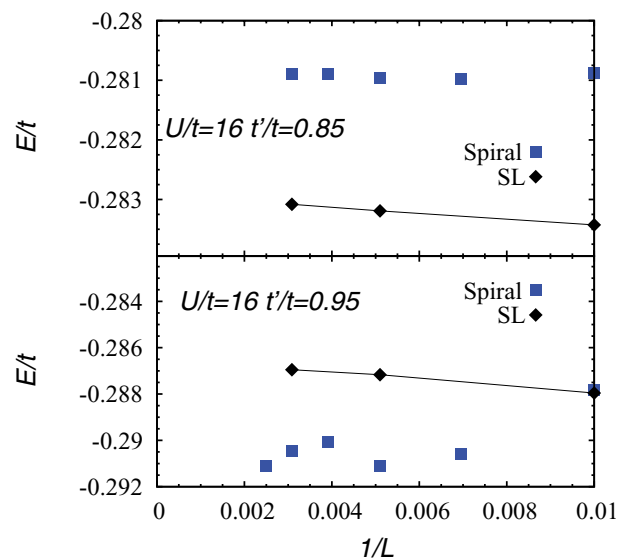 -0.28
-0.281
-0.282
-0.283
E/t
U/t=16 t'/t=0.85
Spiral
SL
-0.284
-0.286
-0.288
-0.29
-0.292
E/t
U/t=16 t'/t=0.95
Spiral
SL
0 0.002 0.004 0.006 0.008 0.01
1/L